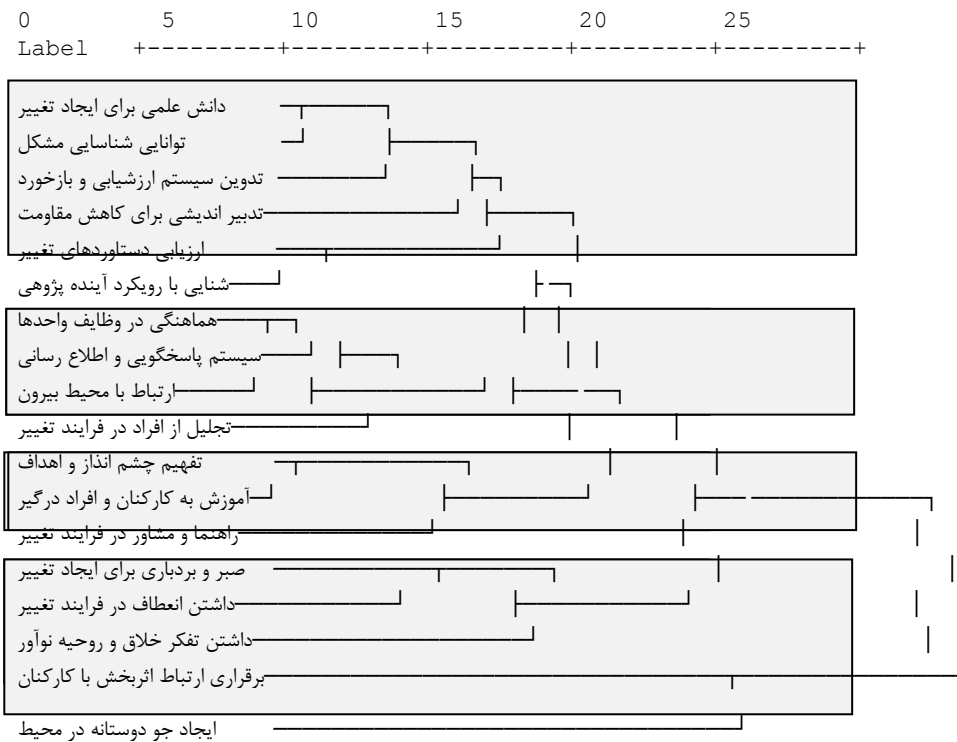 0 5 10 15 20 25
Label +---------+---------+---------+---------+---------+
دانش علمی برای ایجاد تغییر
توانایی شناسایی مشکل
تدوین سیستم ارزشیابی و بازخورد
تدبیر اندیشی برای کاهش مقاومت
ارزیابی دستاوردهای تغییر
شنایی با رویکرد آینده پژوهی
هماهنگی در وظایف واحدها
سیستم پاسخگویی و اطلاع رسانی
ارتباط با محیط بیرون
تجلیل از افراد در فرایند تغییر
تفهیم چشم انداز و اهداف
آموزش به کارکنان و افراد درگیر
راهنما و مشاور در فرایند تغییر
صبر و بردباری برای ایجاد تغییر
داشتن انعطاف در فرایند تغییر
داشتن تفکر خلاق و روحیه نوآور
برقراری ارتباط اثربخش با کارکنان
ایجاد جو دوستانه در محیط